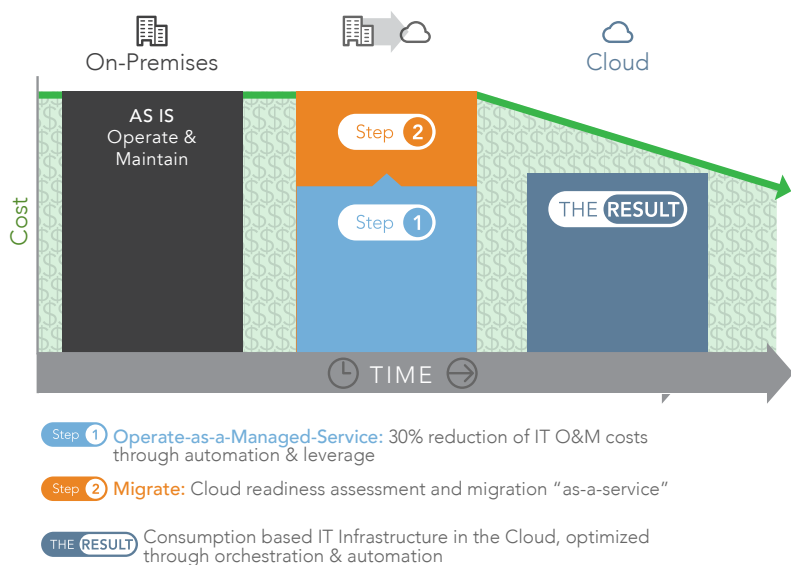 On-Premises
Cloud
AS IS
Operate &
Maintain
Step 2
Step 1
THE RESULT
Cost
TIME
Step 1 Operate-as-a-Managed-Service: 30% reduction of IT O&M costs
through automation & leverage
Step 2 Migrate: Cloud readiness assessment and migration “as-a-service”
THE RESULT Consumption based IT Infrastructure in the Cloud, optimized
through orchestration & automation